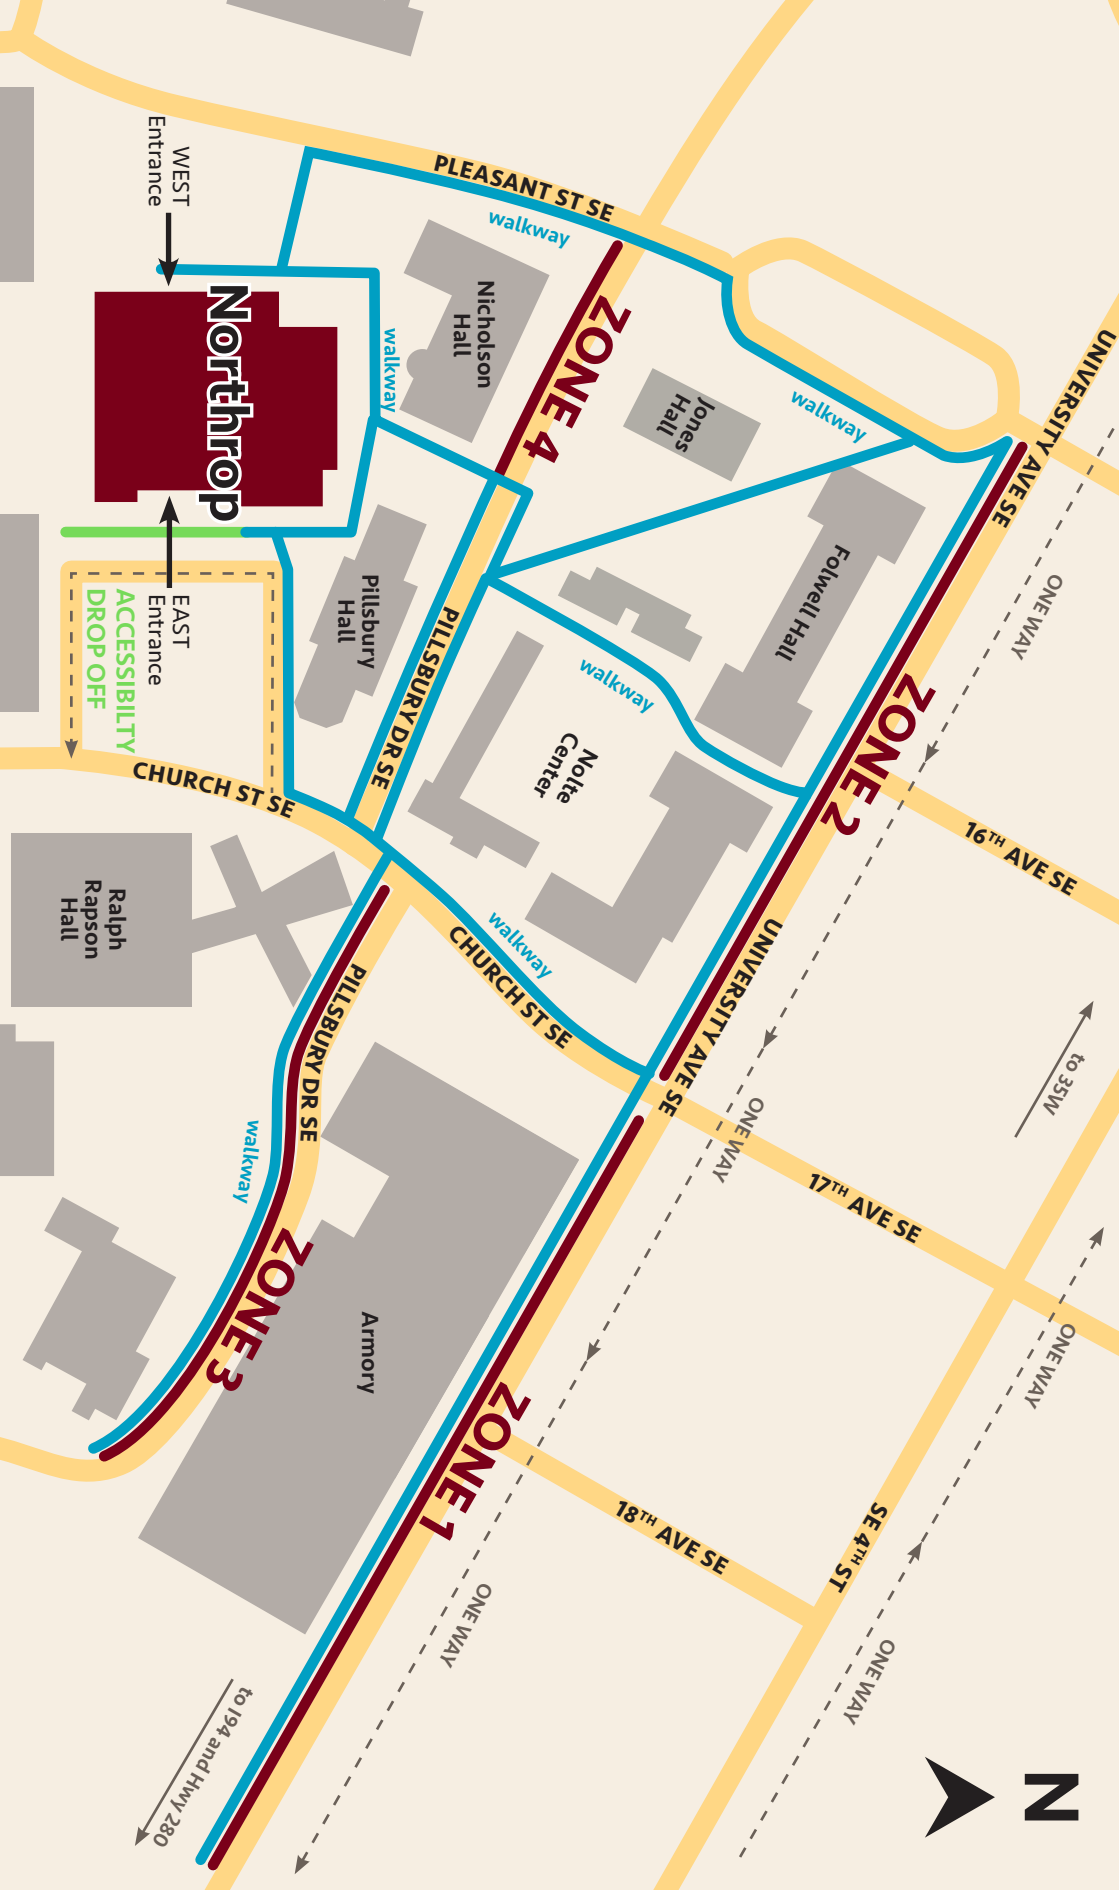 WEST
Entrance
Northrop
EAST
Entrance
ACCESSIBILTY
DROP OFF
PLEASANT ST SE
walkway
Nicholson
Hall
walkway
ZONE 4
Jones
Hall
walkway
UNIVERSITY AVE SE
ONE WAY
Folwell Hall
Pillsbury
Hall
PILLSBURY DR SE
walkway
Nolte
Center
ZONE 2
16TH AVE SE
CHURCH ST SE
Ralph
Rapson
Hall
walkway
CHURCH ST SE
UNIVERSITY AVE SE
PILLSBURY DR SE
walkway
ONE WAY
to 35W
17TH AVE SE
ZONE 3
Armory
ONE WAY
ZONE 1
18TH AVE SE
SE 4TH ST
ONE WAY
ONE WAY
to I94 and Hwy 280
N